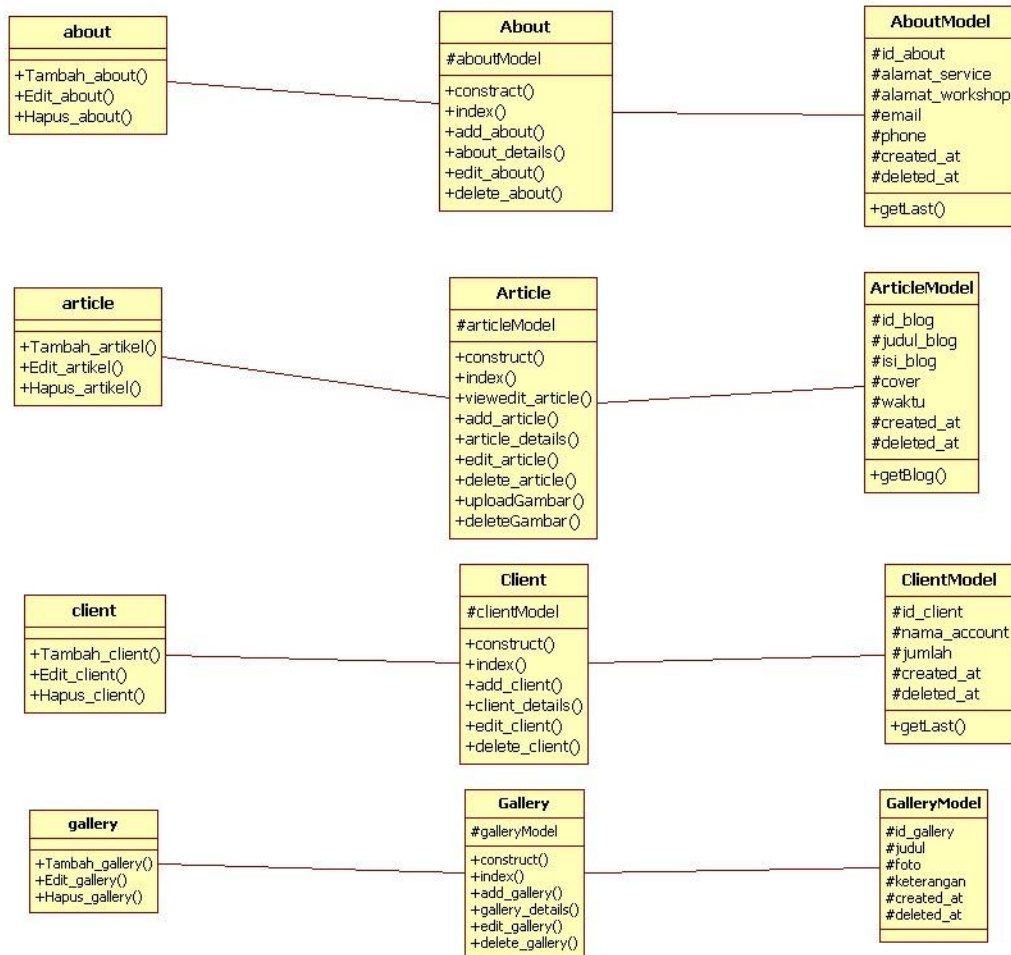 about
+Tambah_about()
+Edit_about()
+Hapus_about()
About
#aboutModel
+constract()
+index()
+add_about()
+about_details()
+edit_about()
+delete_about()
AboutModel
#id_about
#alamat_service
#alamat_workshop
#email
#phone
#created_at
#deleted_at
+getLast()
article
+Tambah_artikel()
+Edit_artikel()
+Hapus_artikel()
Article
#articleModel
+construct()
+index()
+viewedit_article()
+add_article()
+article_details()
+edit_article()
+delete_article()
+uploadGambar()
+deleteGambar()
ArticleModel
#id_blog
#judul_blog
#isi_blog
#cover
#waktu
#created_at
#deleted_at
+getBlog()
client
+Tambah_client()
+Edit_client()
+Hapus_client()
Client
#clientModel
+construct()
+index()
+add_client()
+client_details()
+edit_client()
+delete_client()
ClientModel
#id_client
#nama_account
#jumlah
#created_at
#deleted_at
+getLast()
gallery
+Tambah_gallery()
+Edit_gallery()
+Hapus_gallery()
Gallery
#galleryModel
+construct()
+index()
+add_gallery()
+gallery_details()
+edit_gallery()
+delete_gallery()
GalleryModel
#id_gallery
#judul
#foto
#keterangan
#created_at
#deleted_at